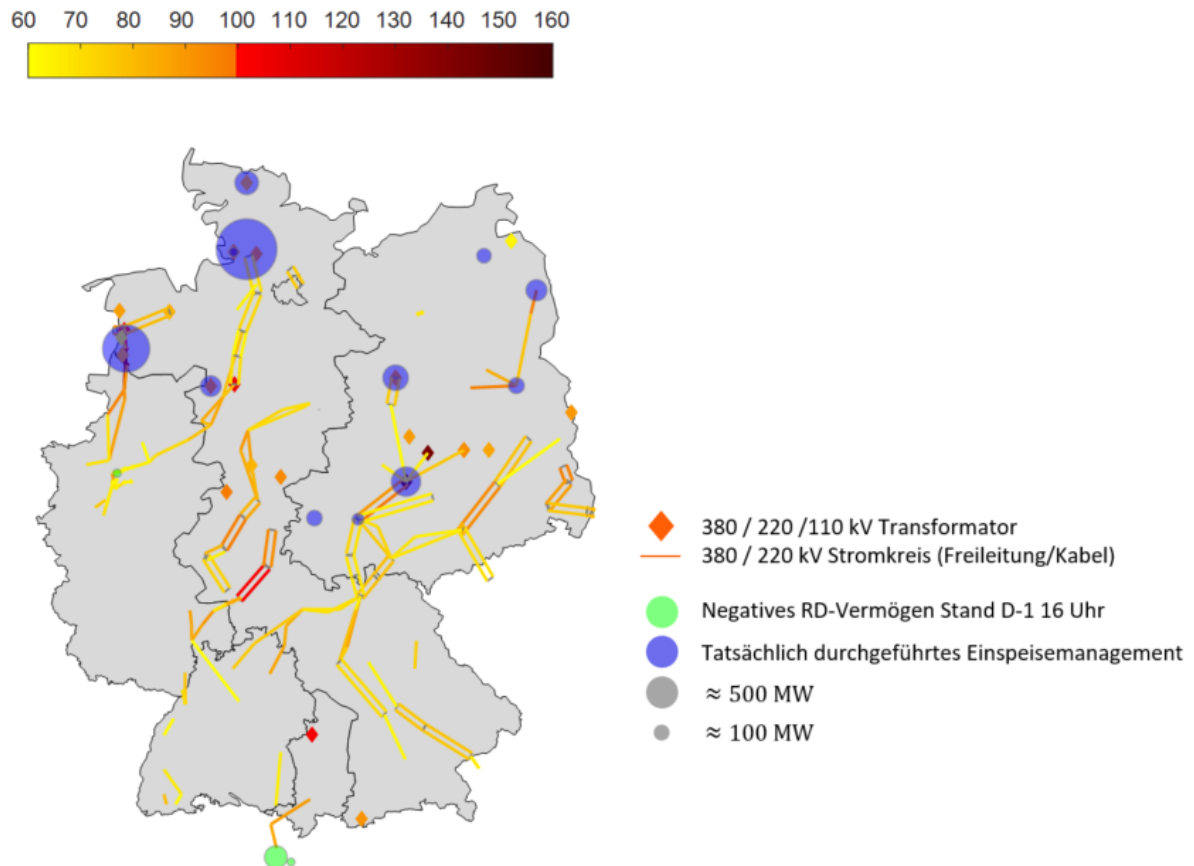 60 70 80 90 100 110 120 130 140 150 160
380 / 220 /110 kV Transformator
380 / 220 kV Stromkreis (Freileitung/Kabel)
Negatives RD-Vermögen Stand D-1 16 Uhr
Tatsächlich durchgeführtes Einspeisemanagement
≈ 500 MW
≈ 100 MW